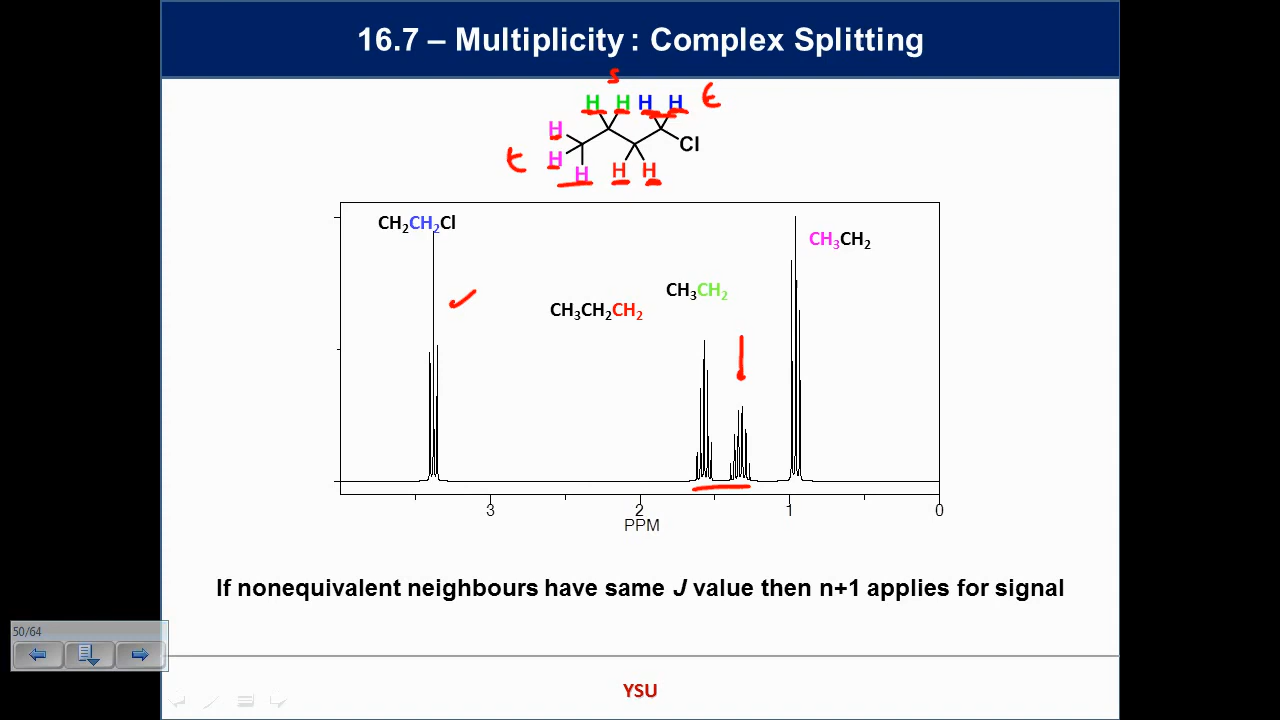 16.7 – Multiplicity : Complex Splitting
s
H H H H t
H Cl
t H
H H H
CH₂CH₂Cl
CH₃CH₂
CH₃CH₂
CH₃CH₂CH₂
3 2 1 0
PPM
If nonequivalent neighbours have same J value then n+1 applies for signal
50/64
YSU